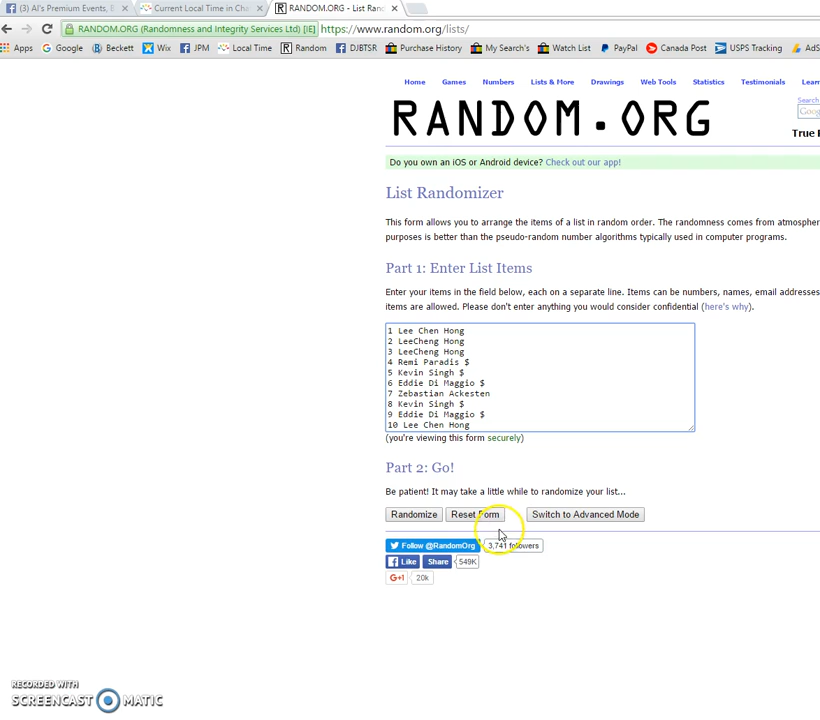 AI's Premium Events, 
Current Local Time in Cha
RANDOM.ORG - List Ran
RANDOM.ORG (Randomness and Integrity Services Ltd) [IE] https://www.random.org/lists/
Apps Google Beckett Wix JPM Local Time Random DJBTSR Purchase History My Search's Watch List PayPal Canada Post USPS Tracking AdS
Home Games Numbers Lists & More Drawings Web Tools Statistics Testimonials Lear
Search
RANDOM.ORG
Goog
True
Do you own an iOS or Android device? Check out our app!
List Randomizer
This form allows you to arrange the items of a list in random order. The randomness comes from atmospher
purposes is better than the pseudo-random number algorithms typically used in computer programs.
Part 1: Enter List Items
Enter your items in the field below, each on a separate line. Items can be numbers, names, email addresses
items are allowed. Please don't enter anything you would consider confidential (here's why).
1 Lee Chen Hong
2 LeeCheng Hong
3 LeeCheng Hong
4 Remi Paradis $
5 Kevin Singh $
6 Eddie Di Maggio $
7 Zebastian Ackesten
8 Kevin Singh $
9 Eddie Di Maggio $
10 Lee Chen Hong
(you're viewing this form securely)
Part 2: Go!
Be patient! It may take a little while to randomize your list...
Randomize Reset Form Switch to Advanced Mode
Follow @RandomOrg 3,741 followers
Like Share 549K
G+1 20k
RECORDED WITH
SCREENCAST MATIC